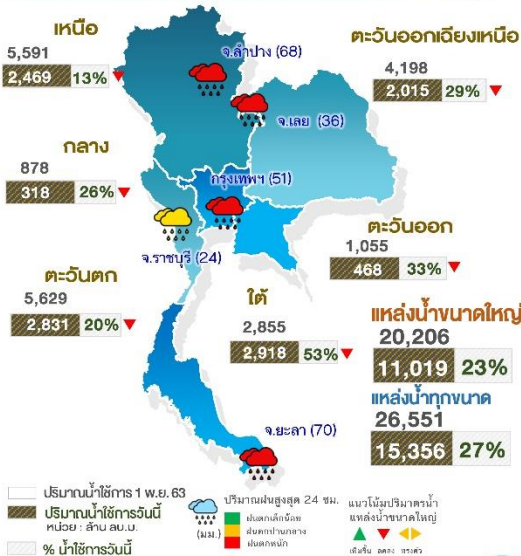 เหนือ
5,591
2,469 13%
จ.ลำปาง (68)
ตะวันออกเฉียงเหนือ
4,198
2,015 29%
จ.เลย (36)
กลาง
878
318 26%
กรุงเทพฯ (51)
ตะวันออก
1,055
468 33%
จ.ราชบุรี (24)
ตะวันตก
5,629
2,831 20%
ใต้
2,855
2,918 53%
แหล่งน้ำขนาดใหญ่
20,206
11,019 23%
แหล่งน้ำทุกขนาด
26,551
15,356 27%
จ.ยะลา (70)
ปริมาณน้ำใช้การ 1 พ.ย. 63
ปริมาณน้ำใช้การวันนี้
หน่วย : ล้าน ลบ.ม.
% น้ำใช้การวันนี้
ปริมาณฝนสูงสุด 24 ชม.
(มม.)
ฝนตกเล็กน้อย
ฝนตกปานกลาง
ฝนตกหนัก
แนวโน้มปริมาตรน้ำ
แหล่งน้ำขนาดใหญ่
เพิ่มขึ้น ลดลง ทรงตัว